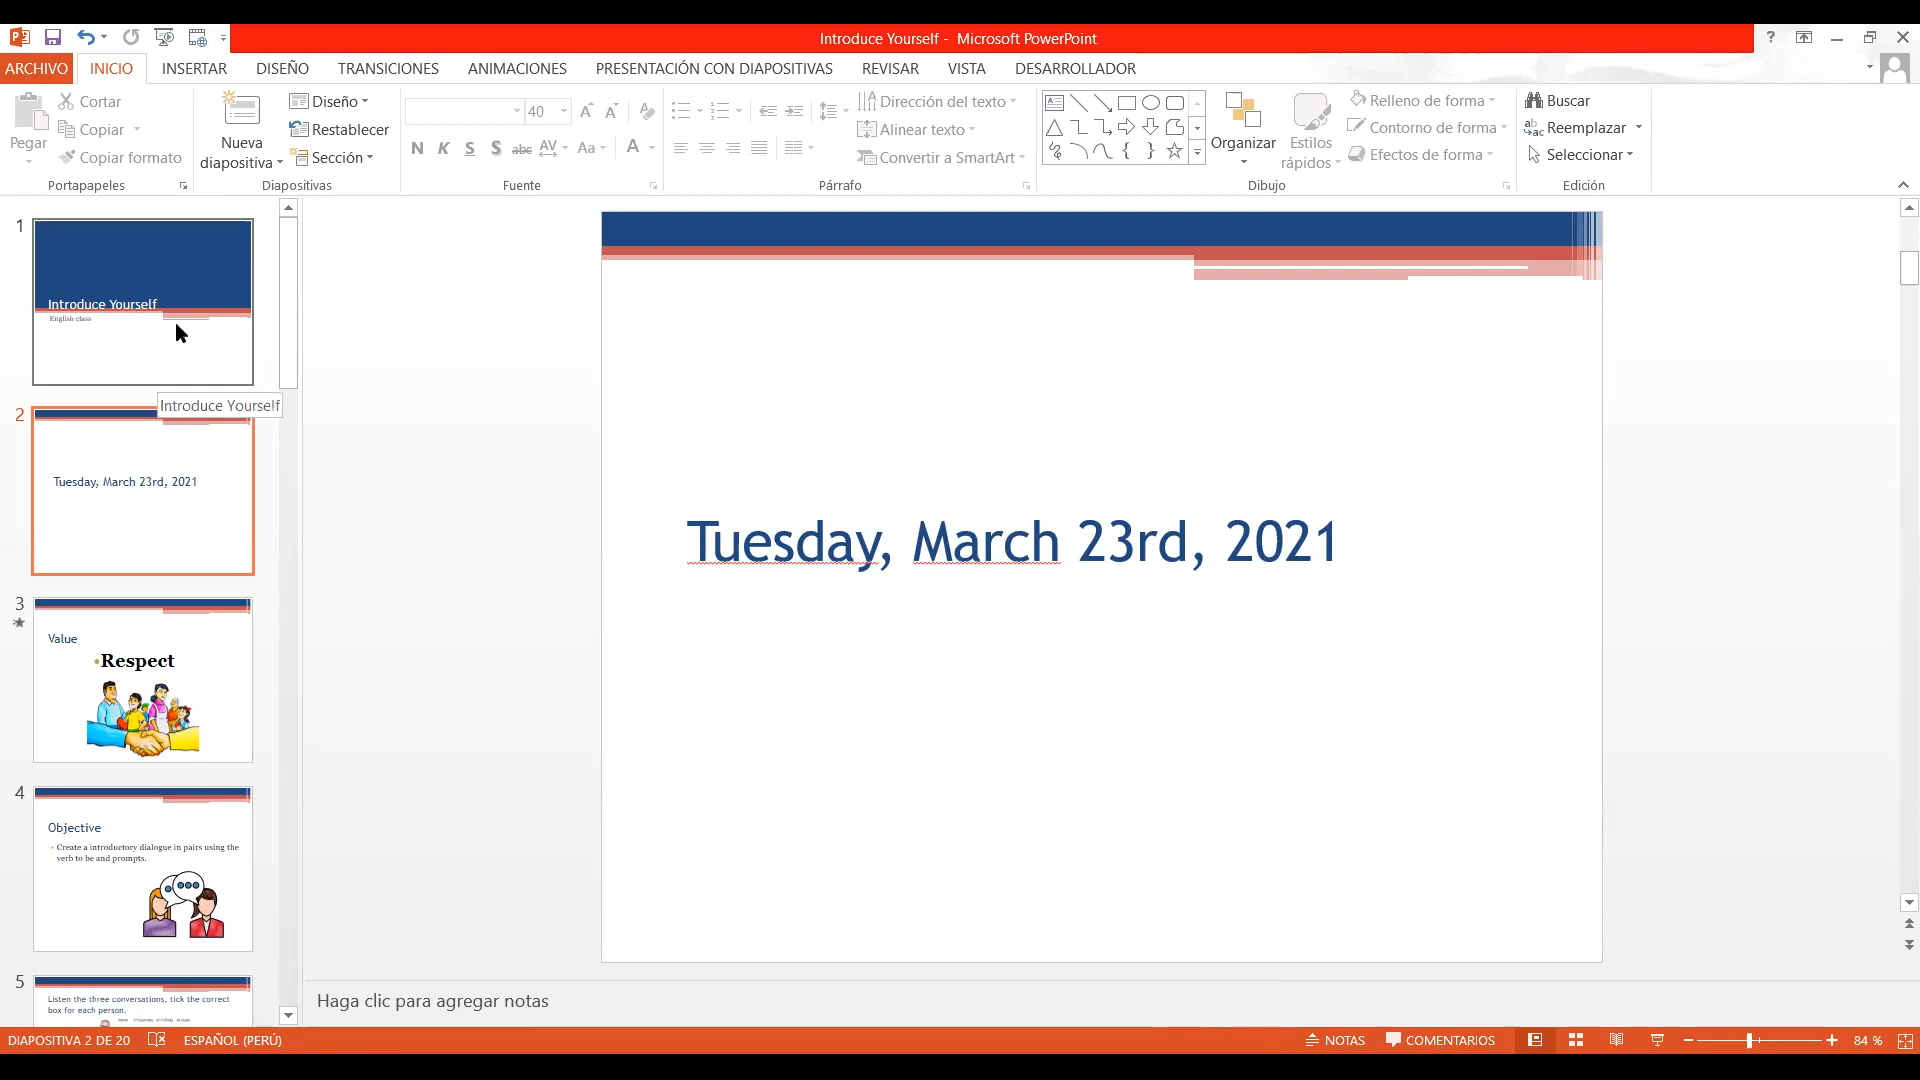 Introduce Yourself - Microsoft PowerPoint
?
ARCHIVO INICIO INSERTAR DISEÑO TRANSICIONES ANIMACIONES PRESENTACIÓN CON DIAPOSITIVAS REVISAR VISTA DESARROLLADOR
Pegar
Cortar
Copiar
Copiar formato
Portapapeles
Nueva
diapositiva
Diseño
Restablecer
Sección
Diapositivas
40
N K S S abc AV Aa A
Fuente
Dirección del texto
Alinear texto
Convertir a SmartArt
Párrafo
Organizar
Estilos
rápidos
Relleno de forma
Contorno de forma
Efectos de forma
Dibujo
Buscar
Reemplazar
Seleccionar
Edición
1
Introduce Yourself
English class
Introduce Yourself
2
Tuesday, March 23rd, 2021
3
Value
•Respect
4
Objective
• Create a introductory dialogue in pairs using the
verb to be and prompts.
5
Listen the three conversations, tick the correct
box for each person.
Tuesday, March 23rd, 2021
Haga clic para agregar notas
DIAPOSITIVA 2 DE 20 ESPAÑOL (PERÚ) NOTAS COMENTARIOS 84 %